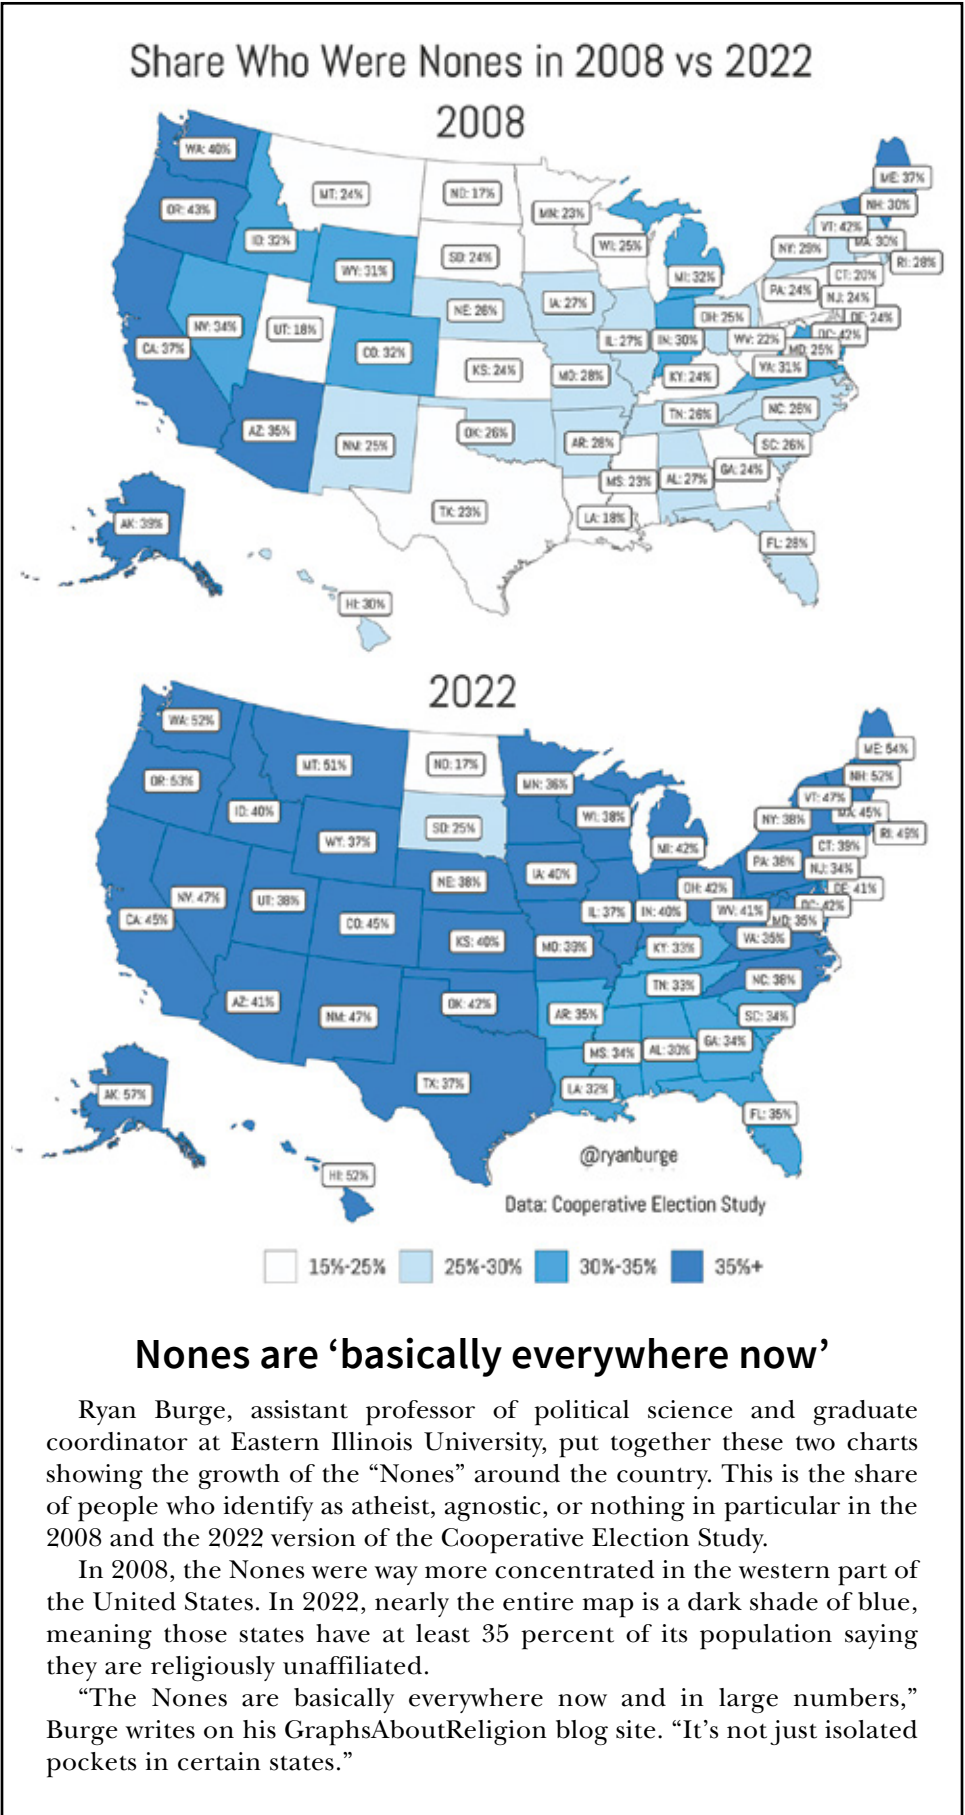 Share Who Were Nones in 2008 vs 2022
2008
WA: 40%
OR: 43%
ID: 32%
MT: 24%
WY: 31%
NV: 34%
UT: 18%
CA: 37%
CO: 32%
AZ: 35%
NM: 25%
ND: 17%
SD: 24%
NE: 26%
KS: 24%
OK: 26%
TX: 23%
MN: 23%
WI: 25%
IA: 27%
MO: 28%
AR: 28%
LA: 18%
MI: 32%
IL: 27%
IN: 30%
OH: 25%
KY: 24%
TN: 26%
MS: 23%
AL: 27%
GA: 24%
FL: 28%
SC: 26%
NC: 26%
VA: 31%
WV: 22%
MD: 25%
DC: 42%
DE: 24%
NJ: 24%
PA: 24%
CT: 20%
RI: 28%
MA: 30%
NY: 29%
VT: 42%
NH: 30%
ME: 37%
AK: 39%
HI: 30%
2022
WA: 52%
OR: 53%
ID: 40%
MT: 51%
WY: 37%
NV: 47%
UT: 38%
CA: 45%
CO: 45%
AZ: 41%
NM: 47%
ND: 17%
SD: 25%
NE: 38%
KS: 40%
OK: 42%
TX: 37%
MN: 36%
WI: 38%
IA: 40%
MO: 39%
AR: 35%
LA: 32%
MI: 42%
IL: 37%
IN: 40%
OH: 42%
KY: 33%
TN: 33%
MS: 34%
AL: 30%
GA: 34%
FL: 35%
SC: 34%
NC: 38%
VA: 35%
WV: 41%
MD: 35%
DC: 42%
DE: 41%
NJ: 34%
PA: 38%
CT: 39%
RI: 49%
MA: 45%
NY: 38%
VT: 47%
NH: 52%
ME: 54%
AK: 57%
HI: 52%
@ryanburge
Data: Cooperative Election Study
15%-25% 25%-30% 30%-35% 35%+
Nones are ‘basically everywhere now’
Ryan Burge, assistant professor of political science and graduate
coordinator at Eastern Illinois University, put together these two charts
showing the growth of the “Nones” around the country. This is the share
of people who identify as atheist, agnostic, or nothing in particular in the
2008 and the 2022 version of the Cooperative Election Study.
In 2008, the Nones were way more concentrated in the western part of
the United States. In 2022, nearly the entire map is a dark shade of blue,
meaning those states have at least 35 percent of its population saying
they are religiously unaffiliated.
“The Nones are basically everywhere now and in large numbers,”
Burge writes on his GraphsAboutReligion blog site. “It’s not just isolated
pockets in certain states.”